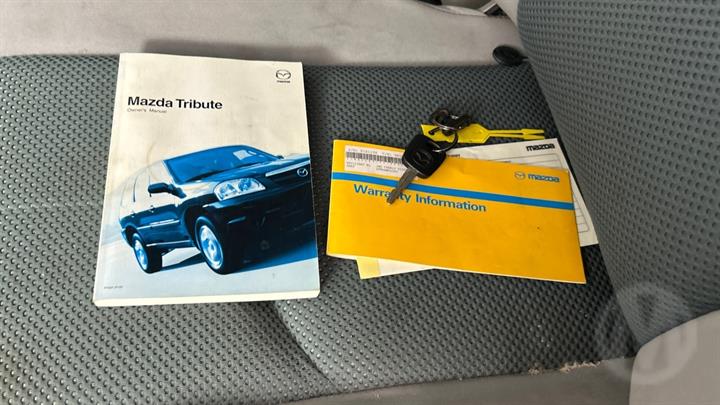 mazda
Mazda Tribute
Owner's Manual
mazda
mazda
Warranty Information